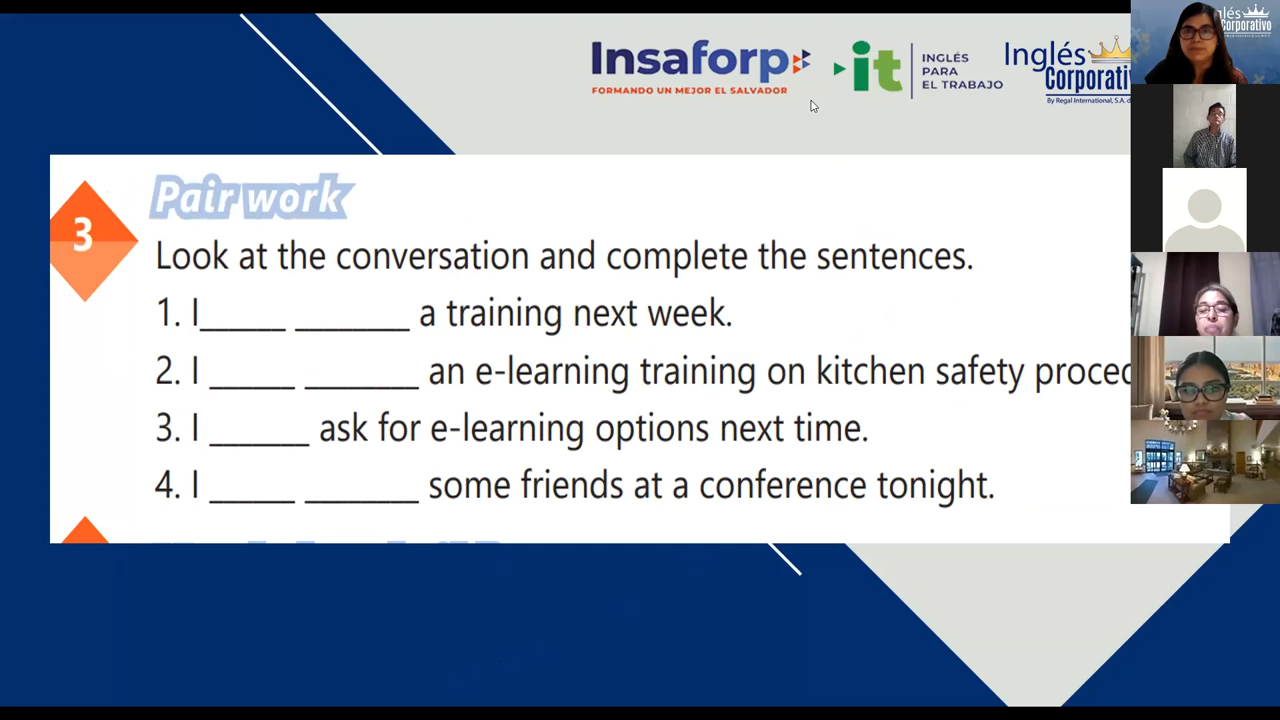 Insaforp
FORMANDO UN MEJOR EL SALVADOR
it
INGLÉS
PARA
EL TRABAJO
Inglés
Corporativ
By Regal International, S.A. d
glés
Corporativo
3
Pair work
Look at the conversation and complete the sentences.
1. I______ ________ a training next week.
2. I ______ ________ an e-learning training on kitchen safety proced
3. I _______ ask for e-learning options next time.
4. I ______ ________ some friends at a conference tonight.